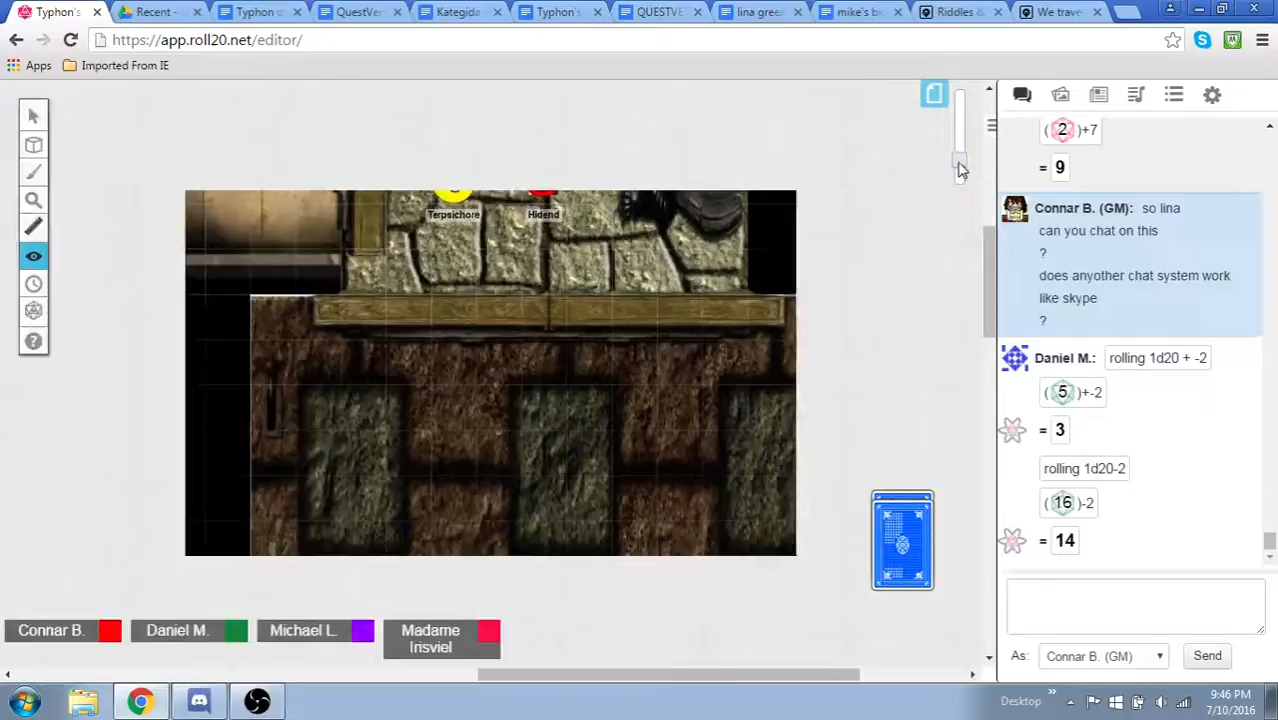 Typhon's
Recent -
Typhon o
QuestVer
Kategida
Typhon's
QUESTVE
lina gree
mike's b
Riddles &
We trave
https://app.roll20.net/editor/
Apps
Imported From IE
Terpsichore
Hidend
( 2 )+7
= 9
Connar B. (GM): so lina
can you chat on this
?
does anyother chat system work
like skype
?
Daniel M.: rolling 1d20 + -2
( 5 )+-2
= 3
rolling 1d20-2
( 16 )-2
= 14
Connar B.
Daniel M.
Michael L.
Madame
Irisviel
As: Connar B. (GM)
Send
Desktop
9:46 PM
7/10/2016